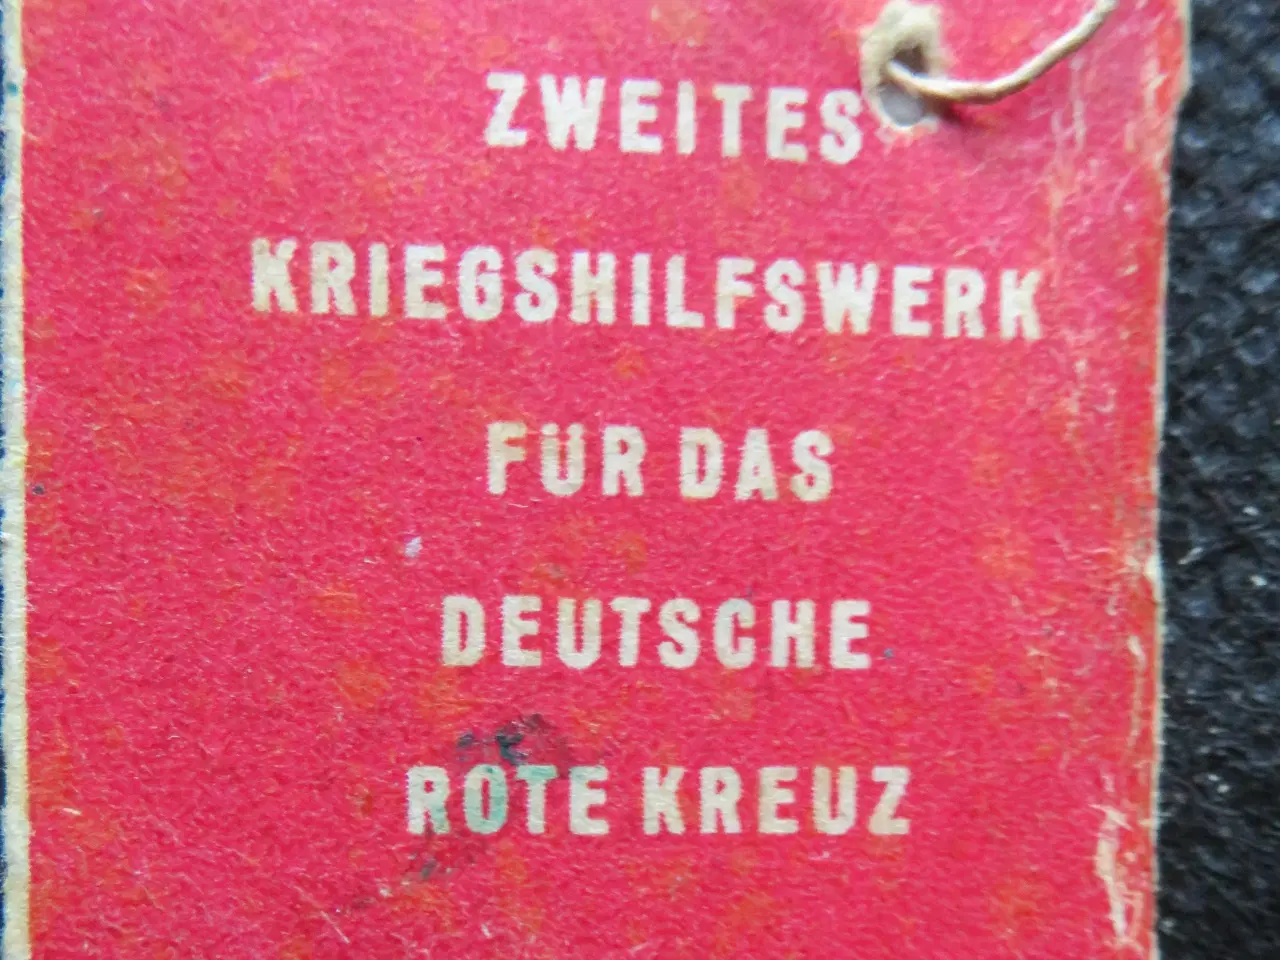 ZWEITES
KRIEGSHILFSWERK
FÜR DAS
DEUTSCHE
ROTE KREUZ